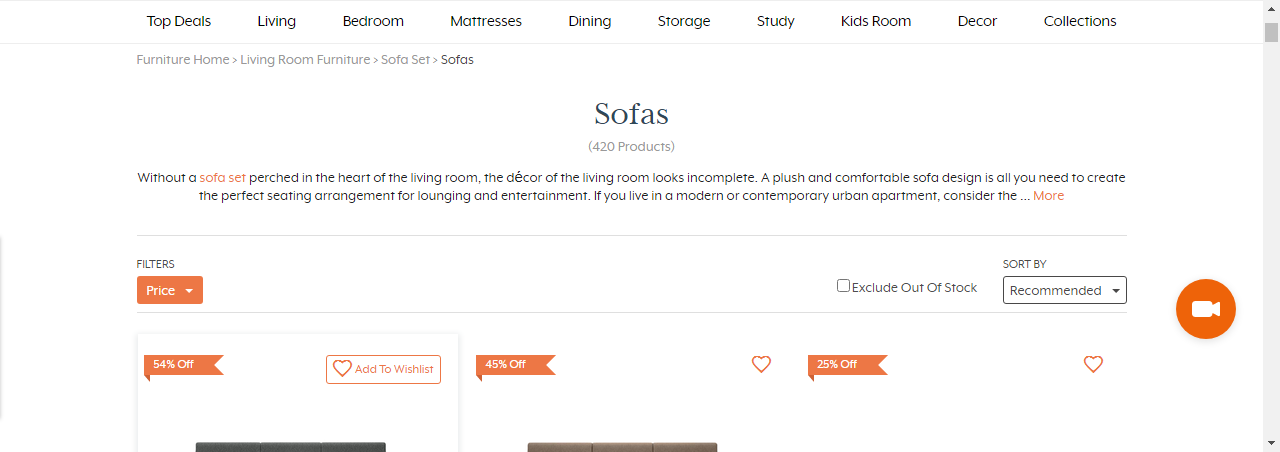 Top Deals Living Bedroom Mattresses Dining Storage Study Kids Room Decor Collections
Furniture Home > Living Room Furniture > Sofa Set > Sofas
Sofas
(420 Products)
Without a sofa set perched in the heart of the living room, the décor of the living room looks incomplete. A plush and comfortable sofa design is all you need to create
the perfect seating arrangement for lounging and entertainment. If you live in a modern or contemporary urban apartment, consider the ... More
FILTERS
Price
Exclude Out Of Stock
SORT BY
Recommended
54% Off
Add To Wishlist
45% Off
25% Off